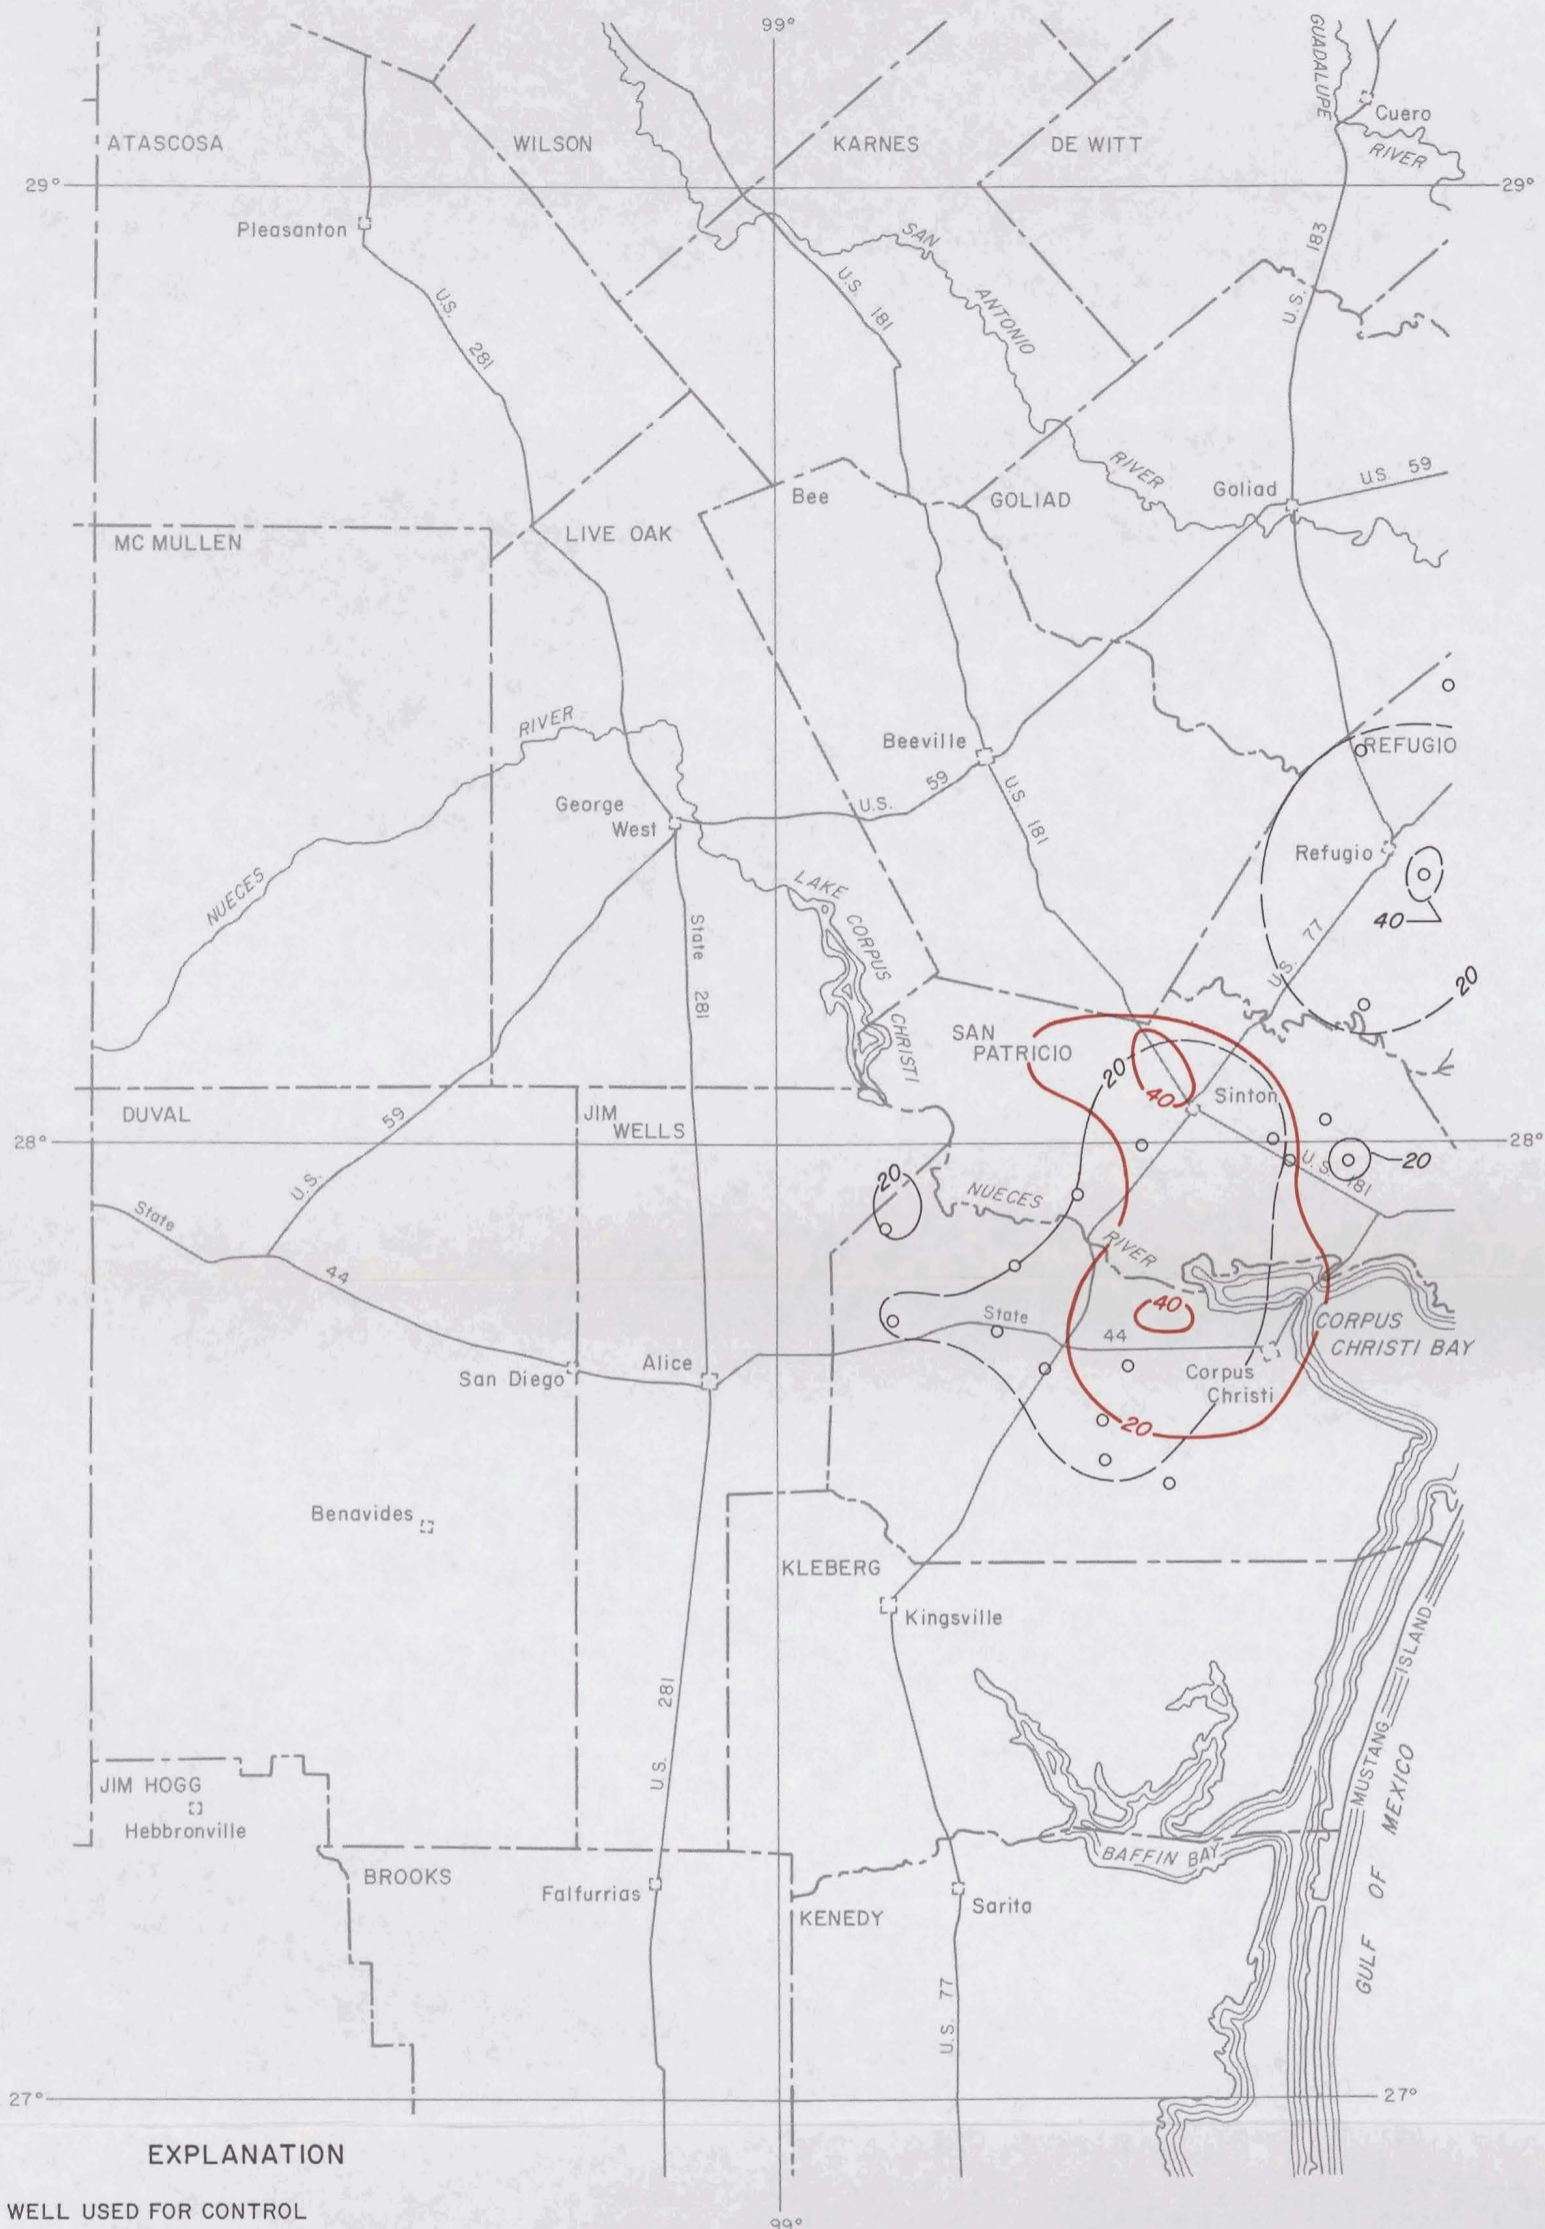 99°
GUADALUPE
Cuero
RIVER
ATASCOSA
WILSON
KARNES
DE WITT
29°
29°
Pleasanton
SAN
ANTONIO
RIVER
U.S. 183
U.S. 281
U.S. 181
Bee
GOLIAD
Goliad
US 59
MC MULLEN
LIVE OAK
RIVER
Beeville
REFUGIO
George
West
U.S. 59
U.S. 181
Refugio
NUECES
LAKE
CORPUS
CHRISTI
State 281
40
U.S. 77
20
SAN
PATRICIO
20
40
Sinton
DUVAL
JIM
WELLS
U.S. 59
28°
28°
20
U.S. 181
20
NUECES
RIVER
State
44
State
44
40
CORPUS
CHRISTI BAY
San Diego
Alice
Corpus
Christi
20
Benavides
KLEBERG
Kingsville
U.S. 281
MUSTANG ISLAND
GULF OF MEXICO
JIM HOGG
Hebbronville
BAFFIN BAY
BROOKS
Falfurrias
Sarita
KENEDY
U.S. 77
27°
27°
EXPLANATION
WELL USED FOR CONTROL
99°